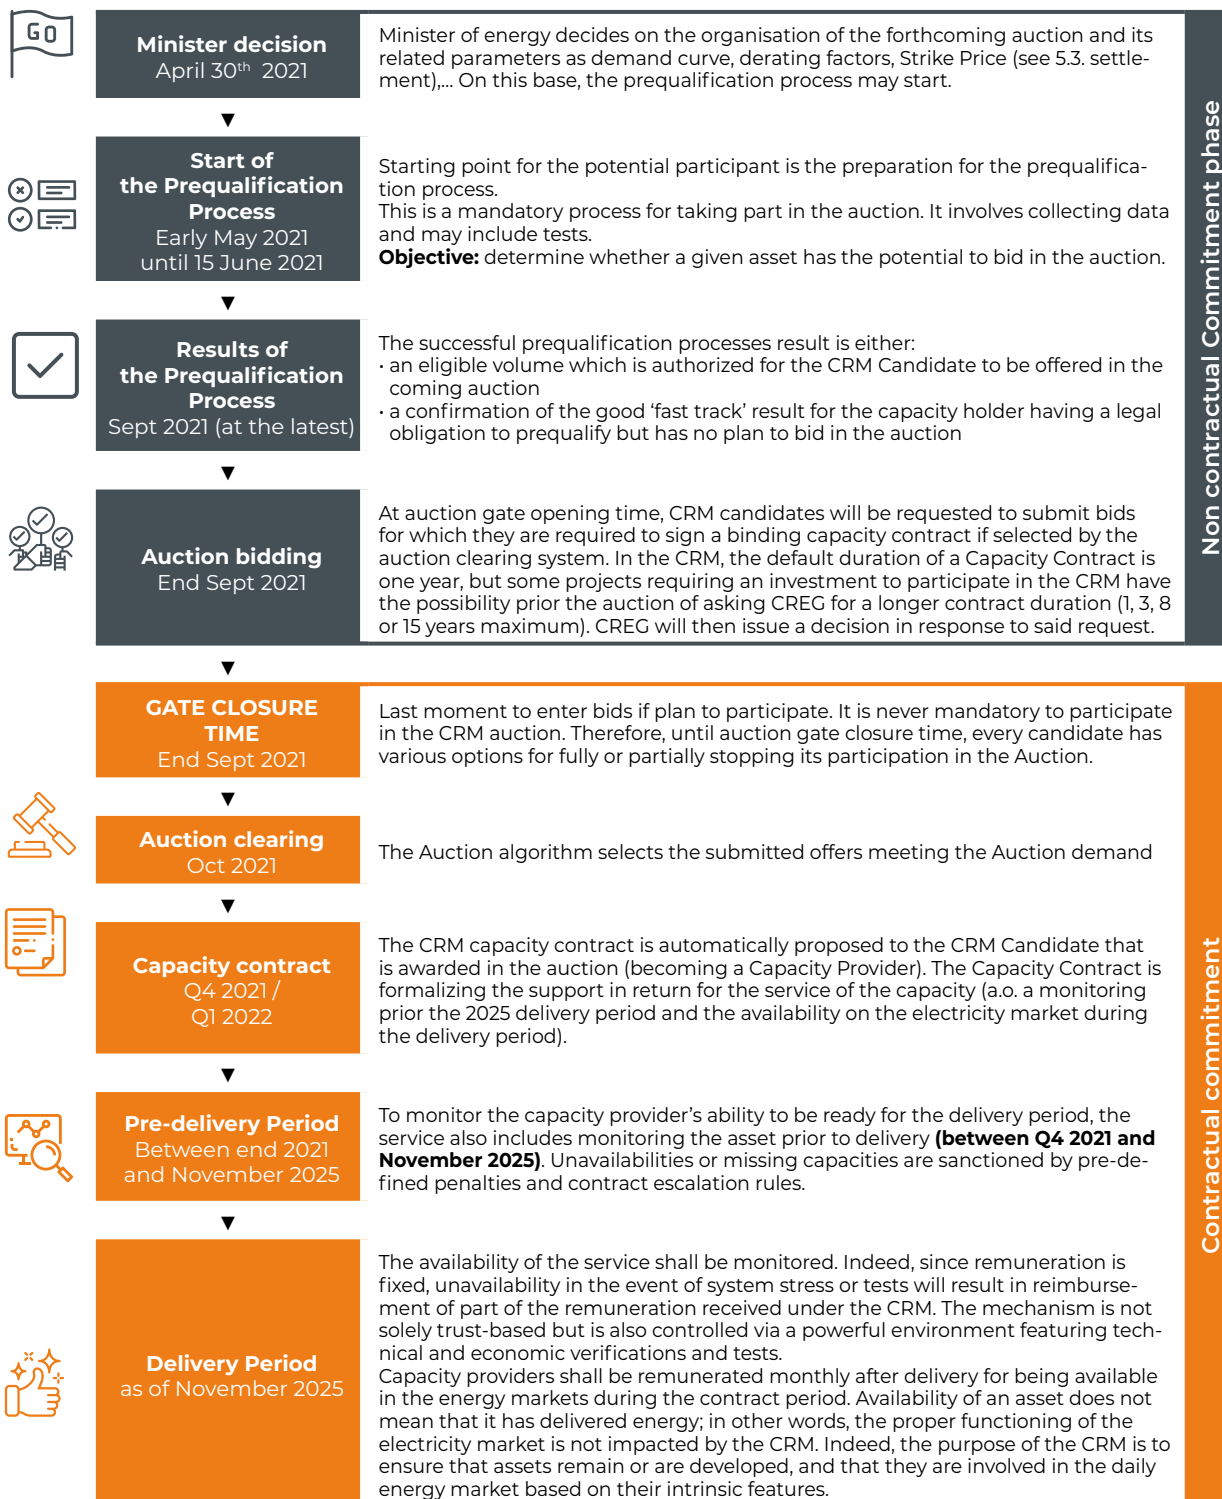 GO
Minister decision
April 30th 2021
Minister of energy decides on the organisation of the forthcoming auction and its
related parameters as demand curve, derating factors, Strike Price (see 5.3. settle-
ment),... On this base, the prequalification process may start.
Start of
the Prequalification
Process
Early May 2021
until 15 June 2021
Starting point for the potential participant is the preparation for the prequalifica-
tion process.
This is a mandatory process for taking part in the auction. It involves collecting data
and may include tests.
Objective: determine whether a given asset has the potential to bid in the auction.
Results of
the Prequalification
Process
Sept 2021 (at the latest)
The successful prequalification processes result is either:
• an eligible volume which is authorized for the CRM Candidate to be offered in the
coming auction
• a confirmation of the good ‘fast track’ result for the capacity holder having a legal
obligation to prequalify but has no plan to bid in the auction
Auction bidding
End Sept 2021
At auction gate opening time, CRM candidates will be requested to submit bids
for which they are required to sign a binding capacity contract if selected by the
auction clearing system. In the CRM, the default duration of a Capacity Contract is
one year, but some projects requiring an investment to participate in the CRM have
the possibility prior the auction of asking CREG for a longer contract duration (1, 3, 8
or 15 years maximum). CREG will then issue a decision in response to said request.
Non contractual Commitment phase
GATE CLOSURE
TIME
End Sept 2021
Last moment to enter bids if plan to participate. It is never mandatory to participate
in the CRM auction. Therefore, until auction gate closure time, every candidate has
various options for fully or partially stopping its participation in the Auction.
Auction clearing
Oct 2021
The Auction algorithm selects the submitted offers meeting the Auction demand
Capacity contract
Q4 2021 /
Q1 2022
The CRM capacity contract is automatically proposed to the CRM Candidate that
is awarded in the auction (becoming a Capacity Provider). The Capacity Contract is
formalizing the support in return for the service of the capacity (a.o. a monitoring
prior the 2025 delivery period and the availability on the electricity market during
the delivery period).
Pre-delivery Period
Between end 2021
and November 2025
To monitor the capacity provider’s ability to be ready for the delivery period, the
service also includes monitoring the asset prior to delivery (between Q4 2021 and
November 2025). Unavailabilities or missing capacities are sanctioned by pre-de-
fined penalties and contract escalation rules.
Delivery Period
as of November 2025
The availability of the service shall be monitored. Indeed, since remuneration is
fixed, unavailability in the event of system stress or tests will result in reimburse-
ment of part of the remuneration received under the CRM. The mechanism is not
solely trust-based but is also controlled via a powerful environment featuring tech-
nical and economic verifications and tests.
Capacity providers shall be remunerated monthly after delivery for being available
in the energy markets during the contract period. Availability of an asset does not
mean that it has delivered energy; in other words, the proper functioning of the
electricity market is not impacted by the CRM. Indeed, the purpose of the CRM is to
ensure that assets remain or are developed, and that they are involved in the daily
energy market based on their intrinsic features.
Contractual commitment